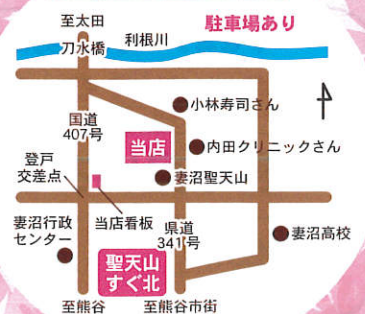 至太田
駐車場あり
刀水橋
利根川
小林寿司さん
国道
407号
当店
内田クリニックさん
登戸
交差点
妻沼聖天山
妻沼行政
センター
当店看板
県道
341号
妻沼高校
聖天山
すぐ北
至熊谷
至熊谷市街